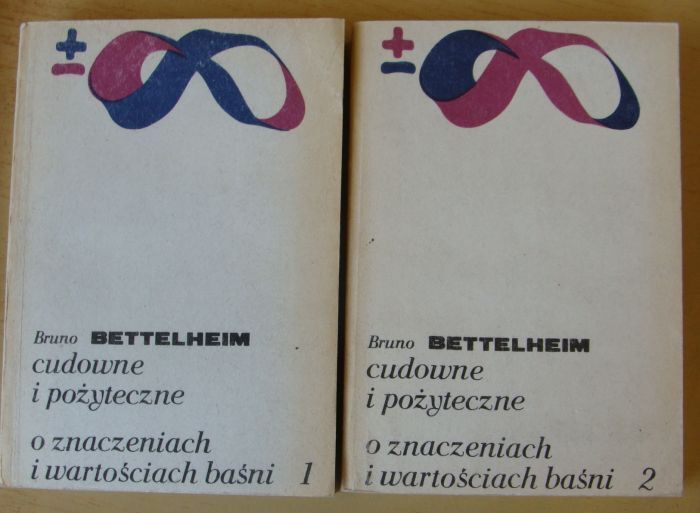 ±
Bruno BETTELHEIM
cudowne
i pożyteczne
o znaczeniach
i wartościach baśni 1
±
Bruno BETTELHEIM
cudowne
i pożyteczne
o znaczeniach
i wartościach baśni 2